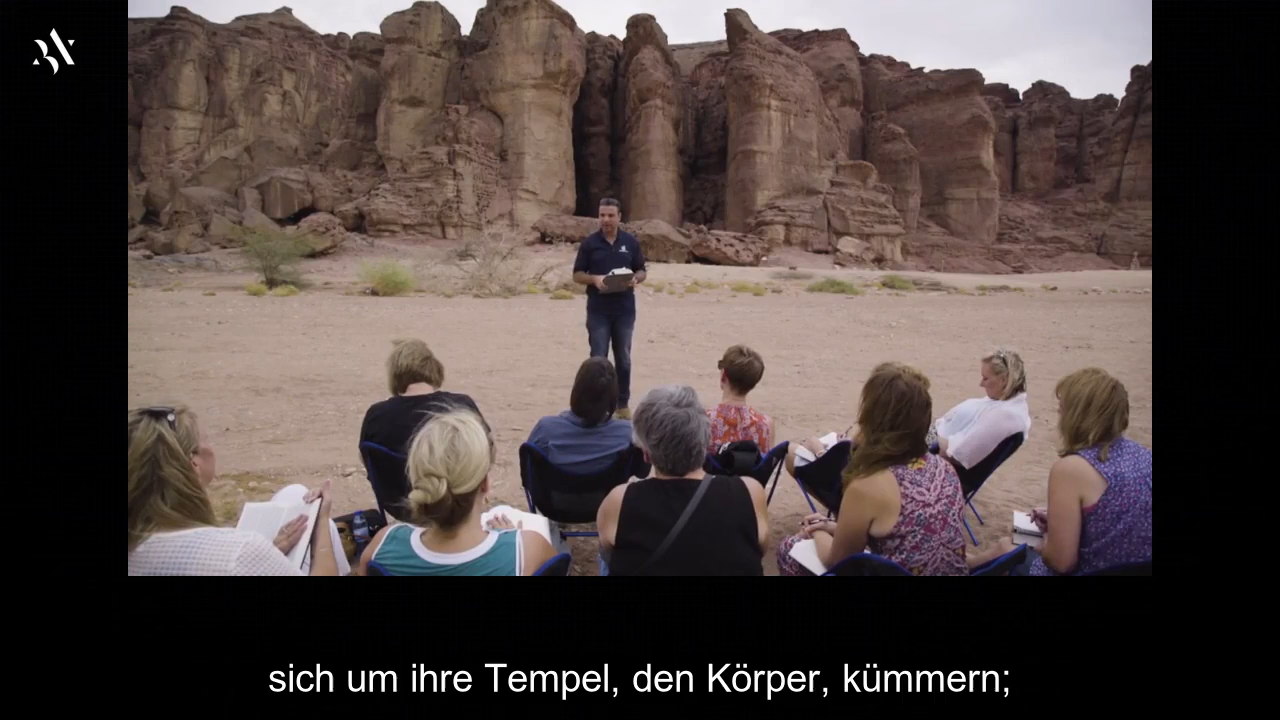 sich um ihre Tempel, den Körper, kümmern;